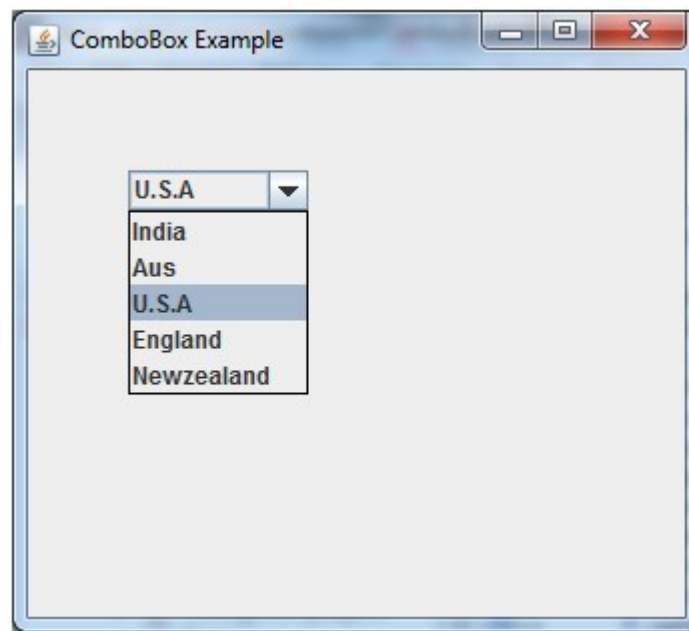 ComboBox Example
U.S.A
India
Aus
U.S.A
England
Newzealand